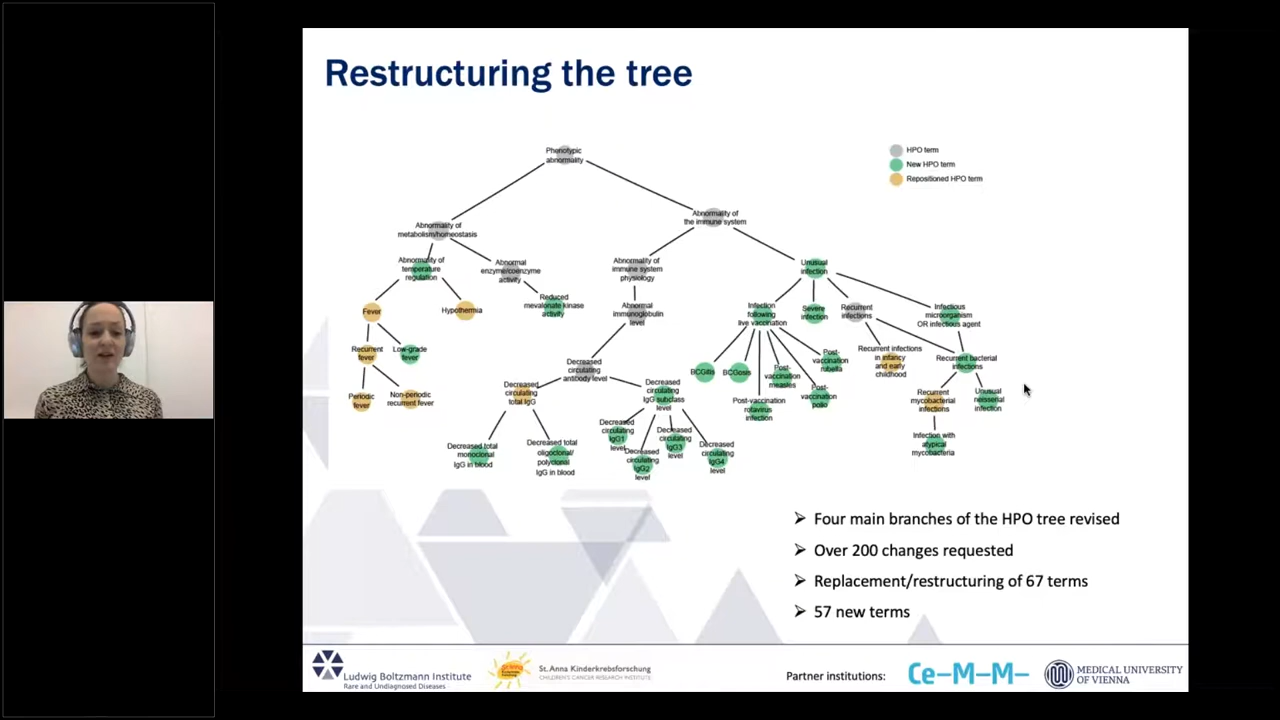 Restructuring the tree
Phenotypic
abnormality
HPO term
New HPO term
Repositioned HPO term
Abnormality of
metabolism/homeostasis
Abnormality of
the immune system
Abnormality of
temperature
regulation
Abnormal
enzyme/coenzyme
activity
Abnormality of
immune system
physiology
Unusual
infection
Fever
Hypothermia
Reduced
mevalonate kinase
activity
Abnormal
immunoglobulin
level
Infection
following
live vaccination
Severe
infection
Recurrent
infections
Infectious
microorganism
OR infectious agent
Recurrent
fever
Low-grade
fever
Periodic
fever
Non-periodic
recurrent fever
Decreased
circulating
antibody level
Decreased
circulating
total IgG
Decreased
circulating
IgG subclass
level
Decreased total
monoclonal
IgG in blood
Decreased total
oligoclonal/
polyclonal
IgG in blood
Decreased
circulating
IgG1
level
Decreased
circulating
IgG2
level
Decreased
circulating
IgG3
level
Decreased
circulating
IgG4
level
BCGitis
BCGosis
Post-vaccination
rotavirus
infection
Post-
vaccination
measles
Post-
vaccination
polio
Post-
vaccination
rubella
Recurrent infections
in infancy
and early
childhood
Recurrent bacterial
infections
Recurrent
mycobacterial
infections
Unusual
neisserial
infection
Infection with
atypical
mycobacteria
➢ Four main branches of the HPO tree revised
➢ Over 200 changes requested
➢ Replacement/restructuring of 67 terms
➢ 57 new terms
Ludwig Boltzmann Institute
Rare and Undiagnosed Diseases
St. Anna Kinderkrebsforschung
CHILDREN'S CANCER RESEARCH INSTITUTE
Partner institutions:
Ce-M-M-
MEDICAL UNIVERSITY
OF VIENNA